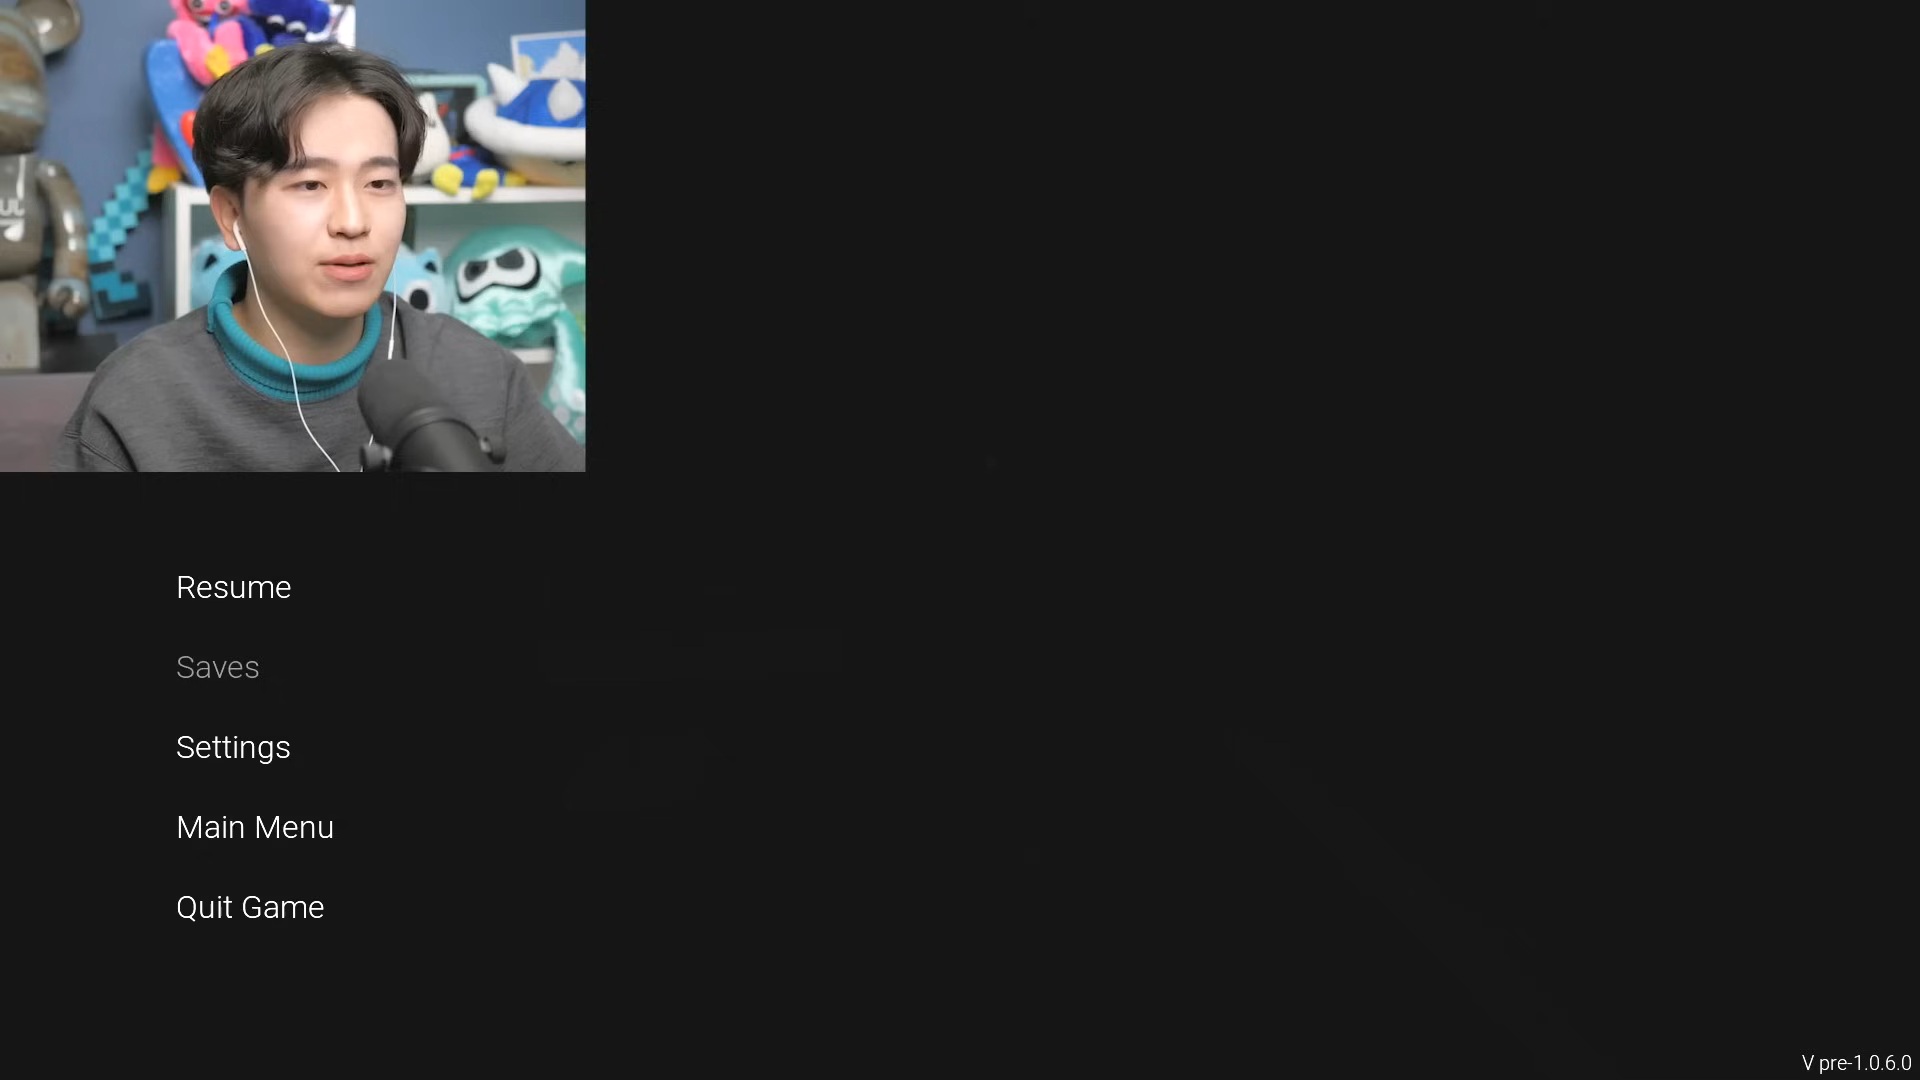 Resume
Saves
Settings
Main Menu
Quit Game
V pre-1.0.6.0